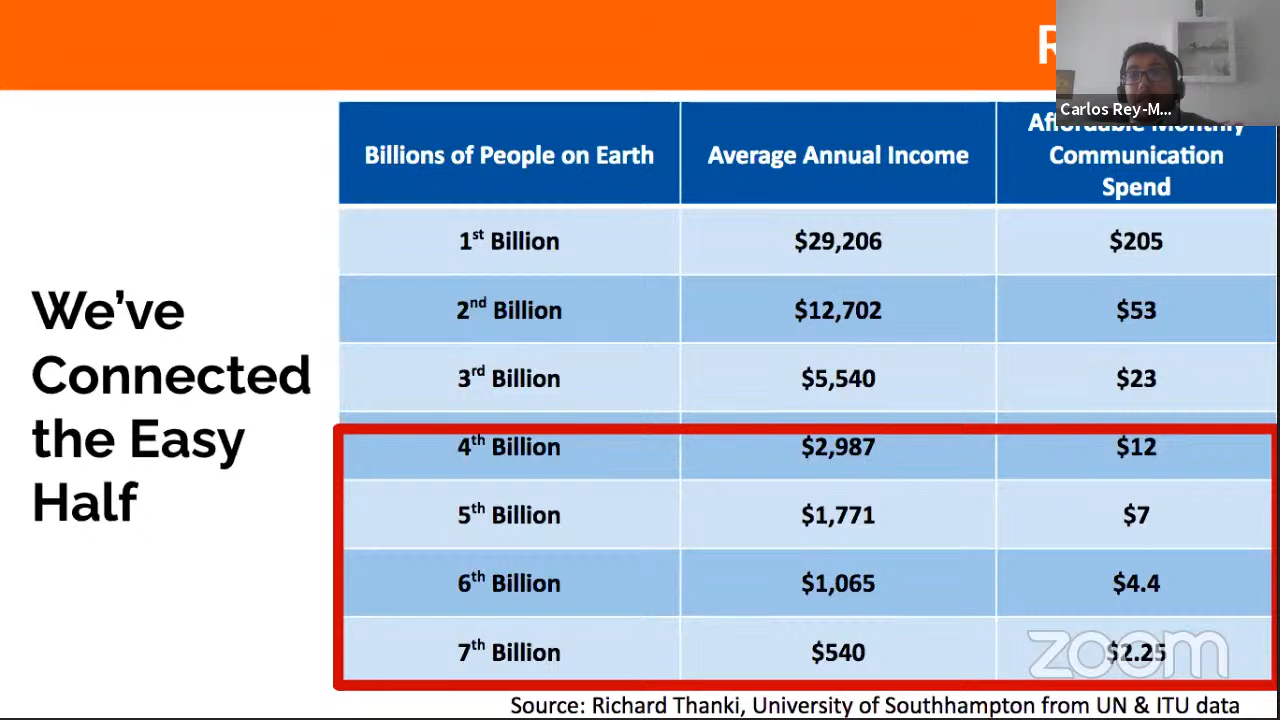 R
Carlos Rey-M...
Billions of People on Earth
Average Annual Income
Affordable Monthly
Communication
Spend
1st Billion
$29,206
$205
2nd Billion
$12,702
$53
3rd Billion
$5,540
$23
4th Billion
$2,987
$12
5th Billion
$1,771
$7
6th Billion
$1,065
$4.4
7th Billion
$540
$2.25
We've
Connected
the Easy
Half
zoom
Source: Richard Thanki, University of Southhampton from UN & ITU data